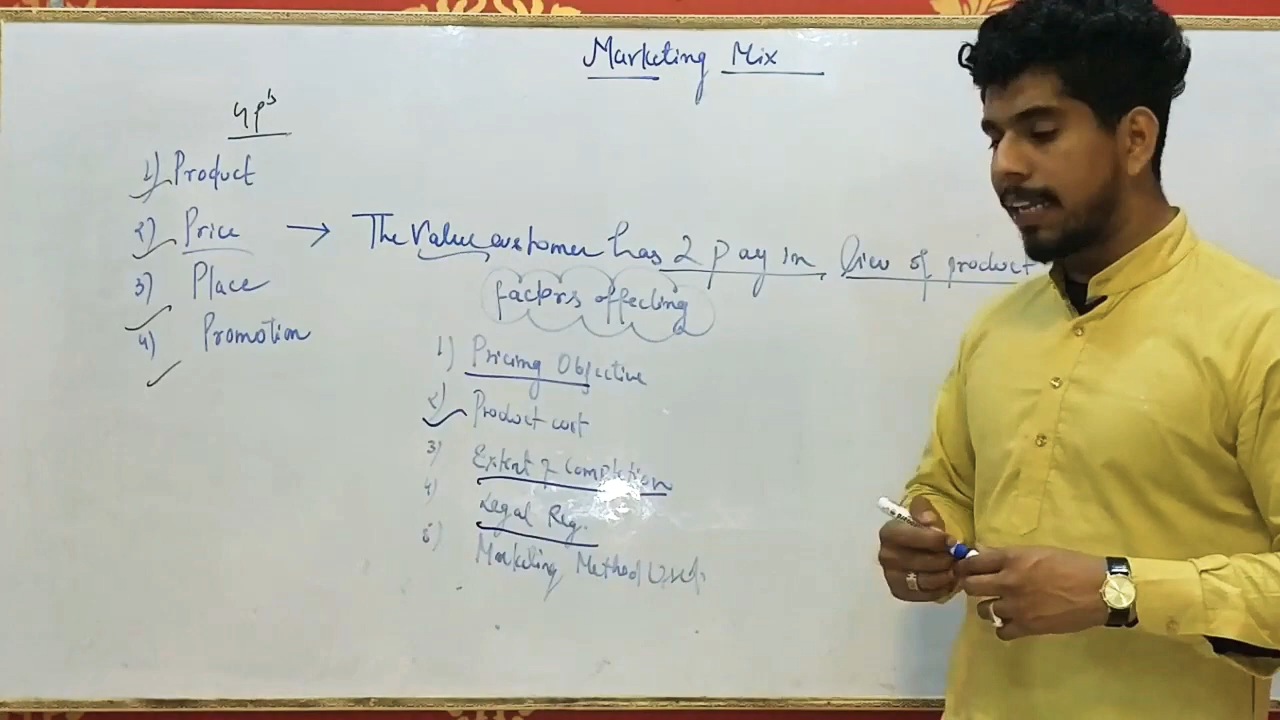 Marketing Mix
4p's
1) Product
2) Price → The Value customer has 2 pay in lieu of product
3) Place
4) Promotion
factors affecting
1) Pricing Objective
2) Product cost
3) Extent of Completion
4) Legal Reg.
5) Marketing Method Used.